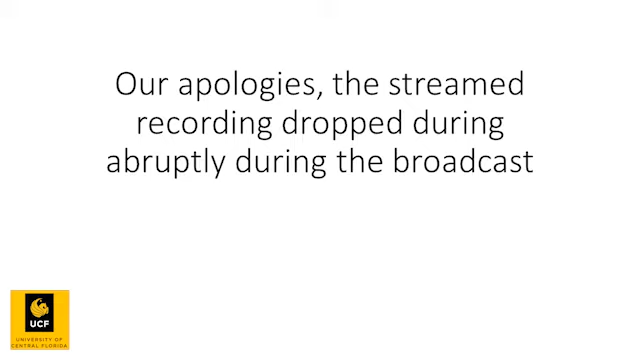 Our apologies, the streamed
recording dropped during
abruptly during the broadcast
UCF
UNIVERSITY OF
CENTRAL FLORIDA